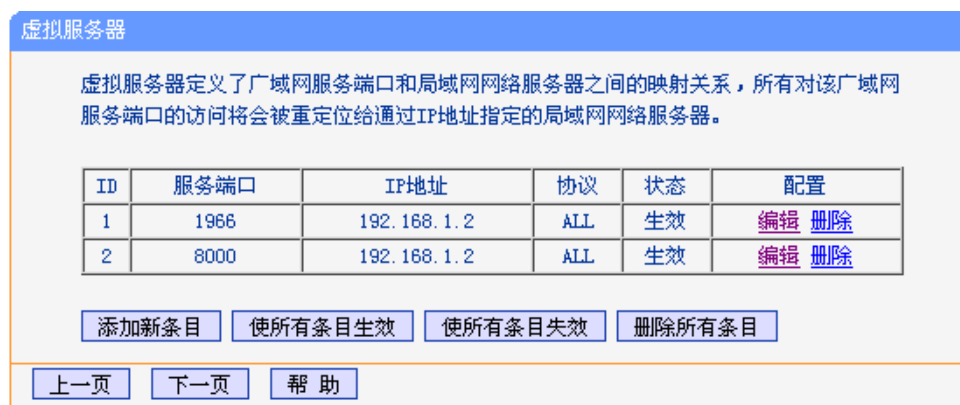 虚拟服务器
虚拟服务器定义了广域网服务端口和局域网网络服务器之间的映射关系，所有对该广域网
服务端口的访问将会被重定位给通过IP地址指定的局域网网络服务器。
ID 服务端口 IP地址 协议 状态 配置
1 1966 192.168.1.2 ALL 生效 编辑 删除
2 8000 192.168.1.2 ALL 生效 编辑 删除
添加新条目 使所有条目生效 使所有条目失效 删除所有条目
上一页 下一页 帮 助